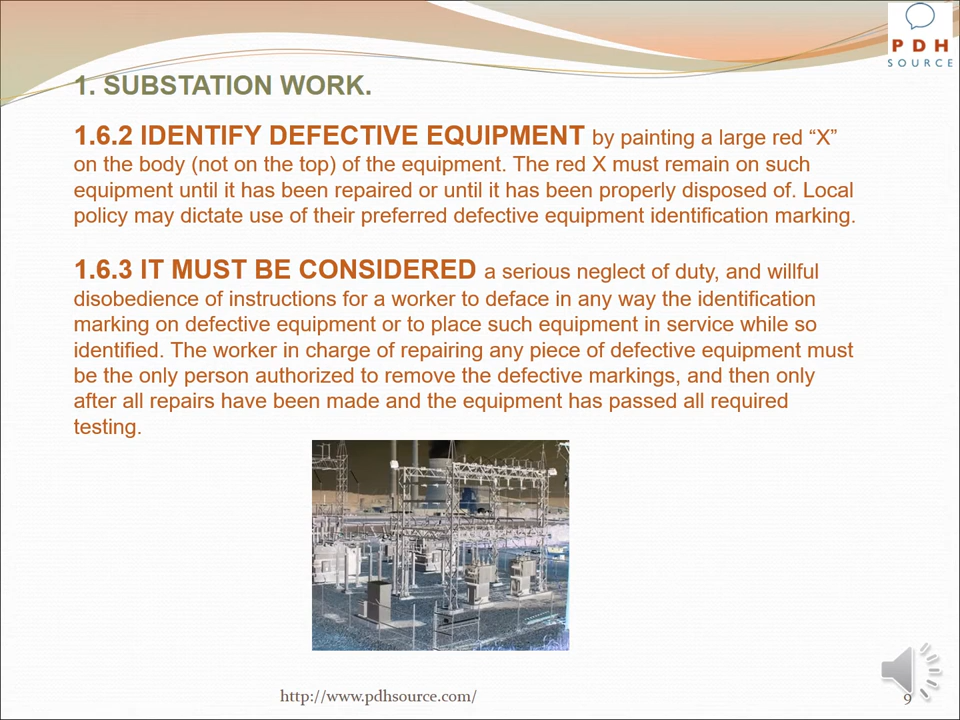 PDH
SOURCE
1. SUBSTATION WORK.
1.6.2 IDENTIFY DEFECTIVE EQUIPMENT by painting a large red “X”
on the body (not on the top) of the equipment. The red X must remain on such
equipment until it has been repaired or until it has been properly disposed of. Local
policy may dictate use of their preferred defective equipment identification marking.
1.6.3 IT MUST BE CONSIDERED a serious neglect of duty, and willful
disobedience of instructions for a worker to deface in any way the identification
marking on defective equipment or to place such equipment in service while so
identified. The worker in charge of repairing any piece of defective equipment must
be the only person authorized to remove the defective markings, and then only
after all repairs have been made and the equipment has passed all required
testing.
http://www.pdhsource.com/
9